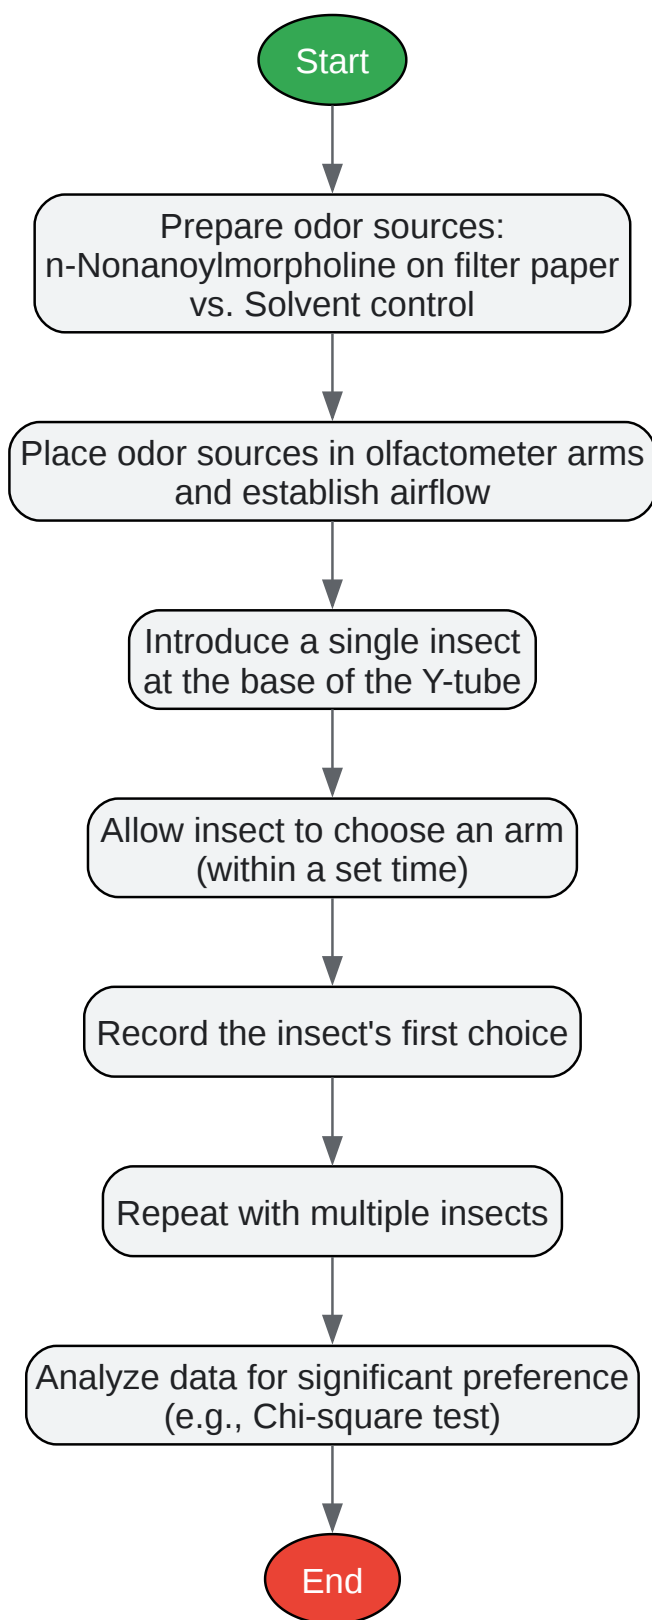 Start
Prepare odor sources:
n-Nonanoylmorpholine on filter paper
vs. Solvent control
Place odor sources in olfactometer arms
and establish airflow
Introduce a single insect
at the base of the Y-tube
Allow insect to choose an arm
(within a set time)
Record the insect's first choice
Repeat with multiple insects
Analyze data for significant preference
(e.g., Chi-square test)
End